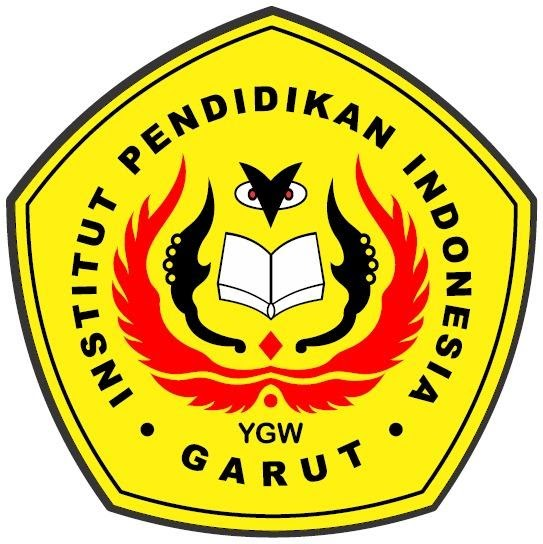 INSTITUT PENDIDIKAN INDONESIA
YGW
• GARUT •